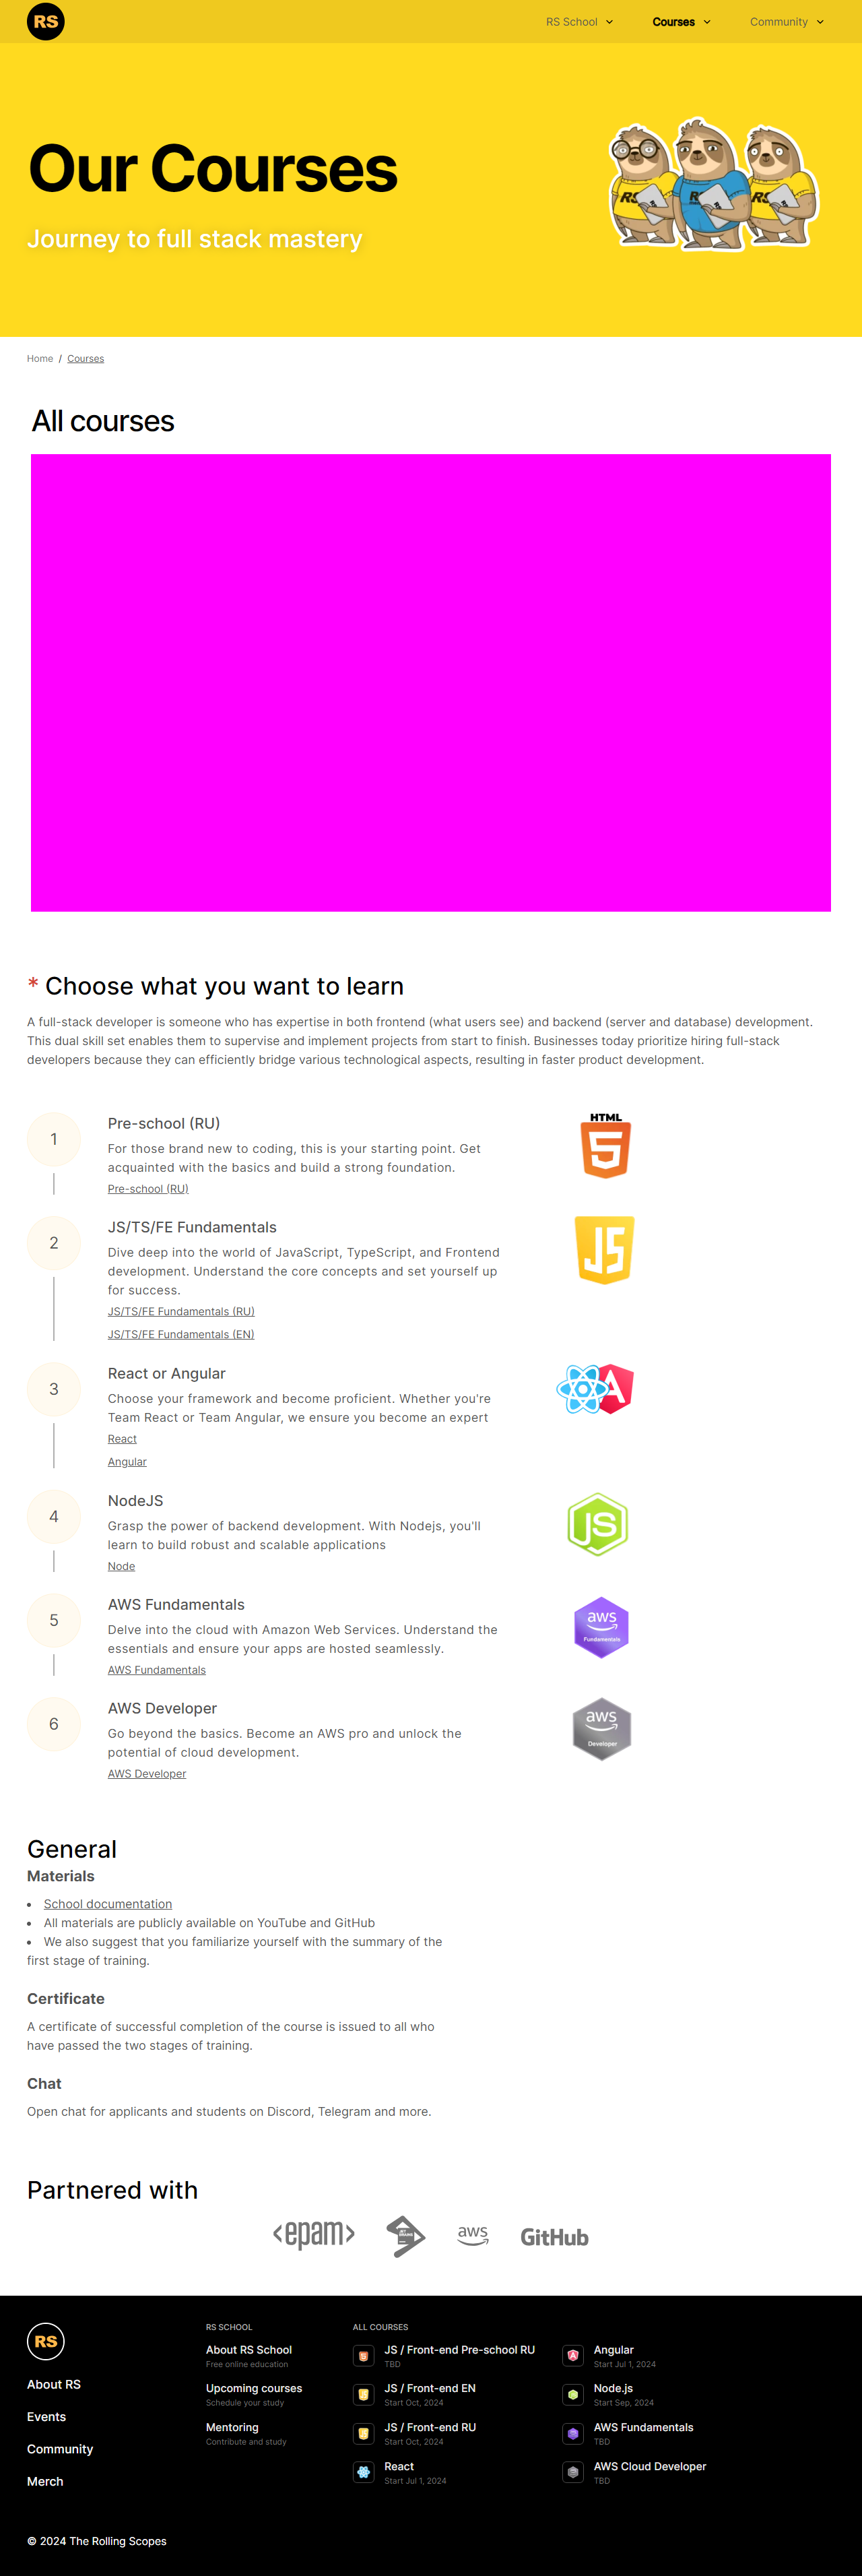 RS
RS School
Courses
Community
Our Courses
Journey to full stack mastery
Home / Courses
All courses
* Choose what you want to learn
A full-stack developer is someone who has expertise in both frontend (what users see) and backend (server and database) development.
This dual skill set enables them to supervise and implement projects from start to finish. Businesses today prioritize hiring full-stack
developers because they can efficiently bridge various technological aspects, resulting in faster product development.
1
Pre-school (RU)
For those brand new to coding, this is your starting point. Get
acquainted with the basics and build a strong foundation.
Pre-school (RU)
HTML
5
2
JS/TS/FE Fundamentals
Dive deep into the world of JavaScript, TypeScript, and Frontend
development. Understand the core concepts and set yourself up
for success.
JS/TS/FE Fundamentals (RU)
JS/TS/FE Fundamentals (EN)
JS
3
React or Angular
Choose your framework and become proficient. Whether you're
Team React or Team Angular, we ensure you become an expert
React
Angular
A
4
NodeJS
Grasp the power of backend development. With Nodejs, you'll
learn to build robust and scalable applications
Node
JS
5
AWS Fundamentals
Delve into the cloud with Amazon Web Services. Understand the
essentials and ensure your apps are hosted seamlessly.
AWS Fundamentals
aws
Fundamentals
6
AWS Developer
Go beyond the basics. Become an AWS pro and unlock the
potential of cloud development.
AWS Developer
aws
Developer
General
Materials
• School documentation
• All materials are publicly available on YouTube and GitHub
• We also suggest that you familiarize yourself with the summary of the
first stage of training.
Certificate
A certificate of successful completion of the course is issued to all who
have passed the two stages of training.
Chat
Open chat for applicants and students on Discord, Telegram and more.
Partnered with
<epam>
aws
GitHub
RS
About RS
Events
Community
Merch
RS SCHOOL
About RS School
Free online education
Upcoming courses
Schedule your study
Mentoring
Contribute and study
ALL COURSES
JS / Front-end Pre-school RU
TBD
JS / Front-end EN
Start Oct, 2024
JS / Front-end RU
Start Oct, 2024
React
Start Jul 1, 2024
Angular
Start Jul 1, 2024
Node.js
Start Sep, 2024
AWS Fundamentals
TBD
AWS Cloud Developer
TBD
© 2024 The Rolling Scopes